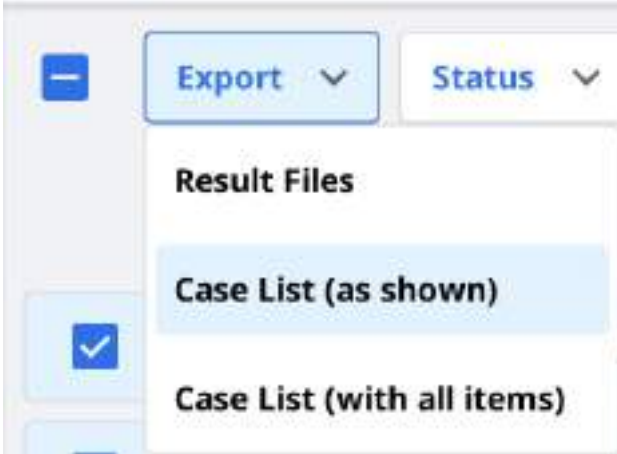 Export
Status
Result Files
Case List (as shown)
Case List (with all items)